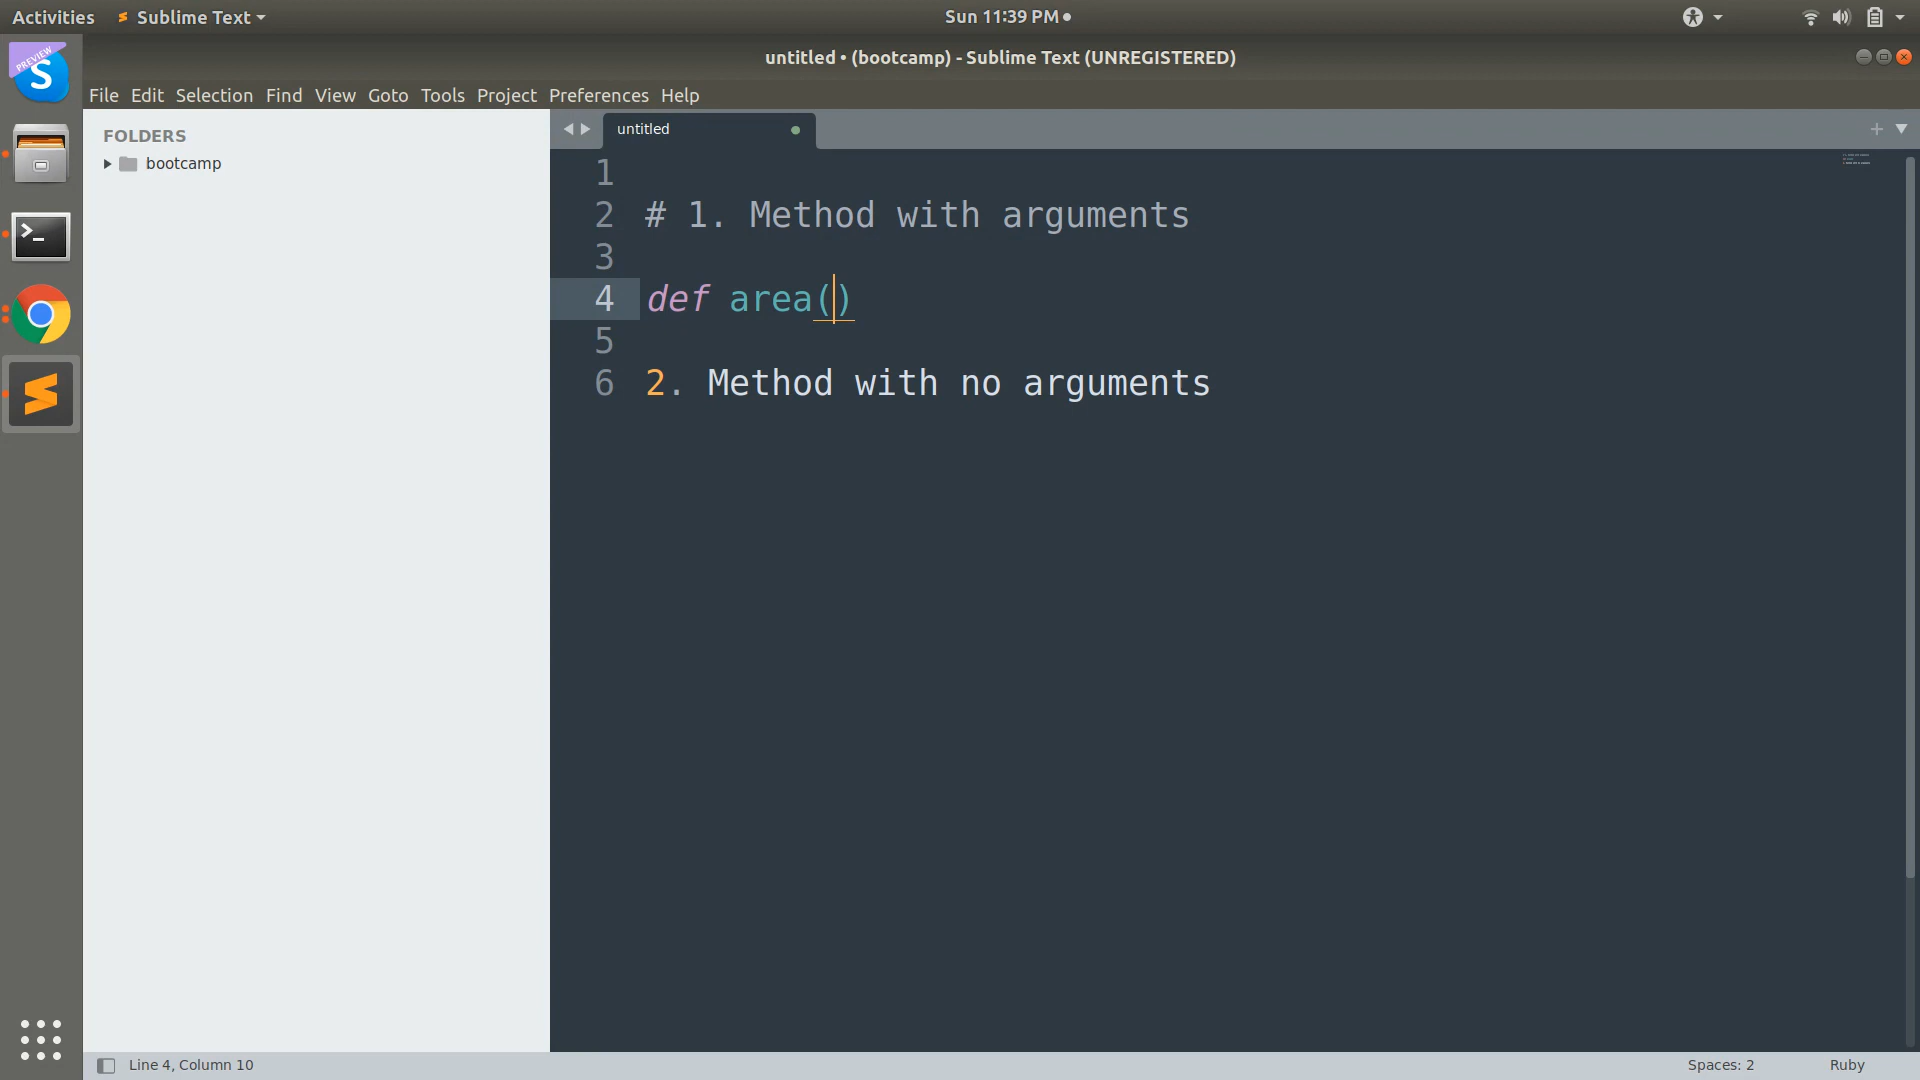 Activities Sublime Text Sun 11:39 PM
PREVIEW
S
untitled • (bootcamp) - Sublime Text (UNREGISTERED)
File Edit Selection Find View Goto Tools Project Preferences Help
FOLDERS
bootcamp
untitled
1
2 # 1. Method with arguments
3
4 def area()
5
6 2. Method with no arguments
Line 4, Column 10 Spaces: 2 Ruby